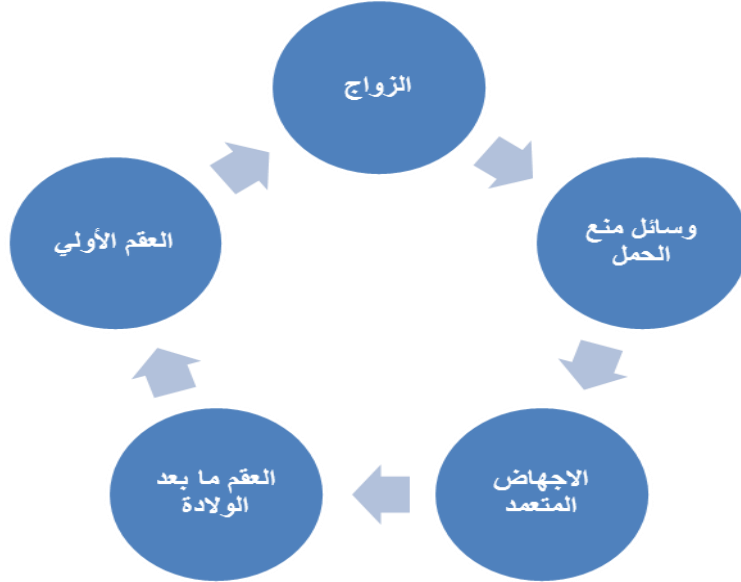 الزواج
وسائل منع
الحمل
الاجهاض
المتعمد
العقم ما بعد
الولادة
العقم الأولي